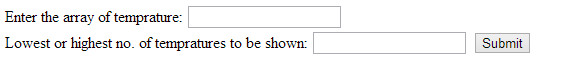 Enter the array of temprature:
Lowest or highest no. of tempratures to be shown: Submit